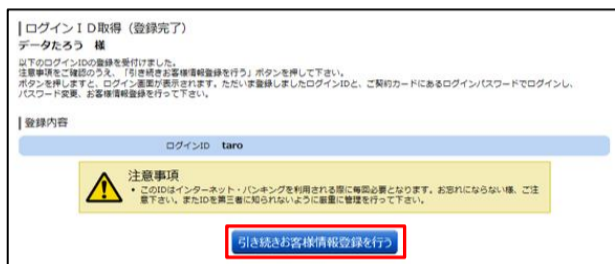 ログインＩＤ取得（登録完了）
データたろう　様
以下のログインIDの登録を受付けました。
注意事項をご確認のうえ、「引き続きお客様情報登録を行う」ボタンを押して下さい。
ボタンを押しますと、ログイン画面が表示されます。ただいま登録しましたログインIDと、ご契約カードにあるログインパスワードでログインし、
パスワード変更、お客様情報登録を行って下さい。
登録内容
ログインID　taro
注意事項
・このIDはインターネット・バンキングを利用される際に毎回必要となります。お忘れにならない様、ご注
意下さい。またIDを第三者に知られないように厳重に管理を行って下さい。
引き続きお客様情報登録を行う